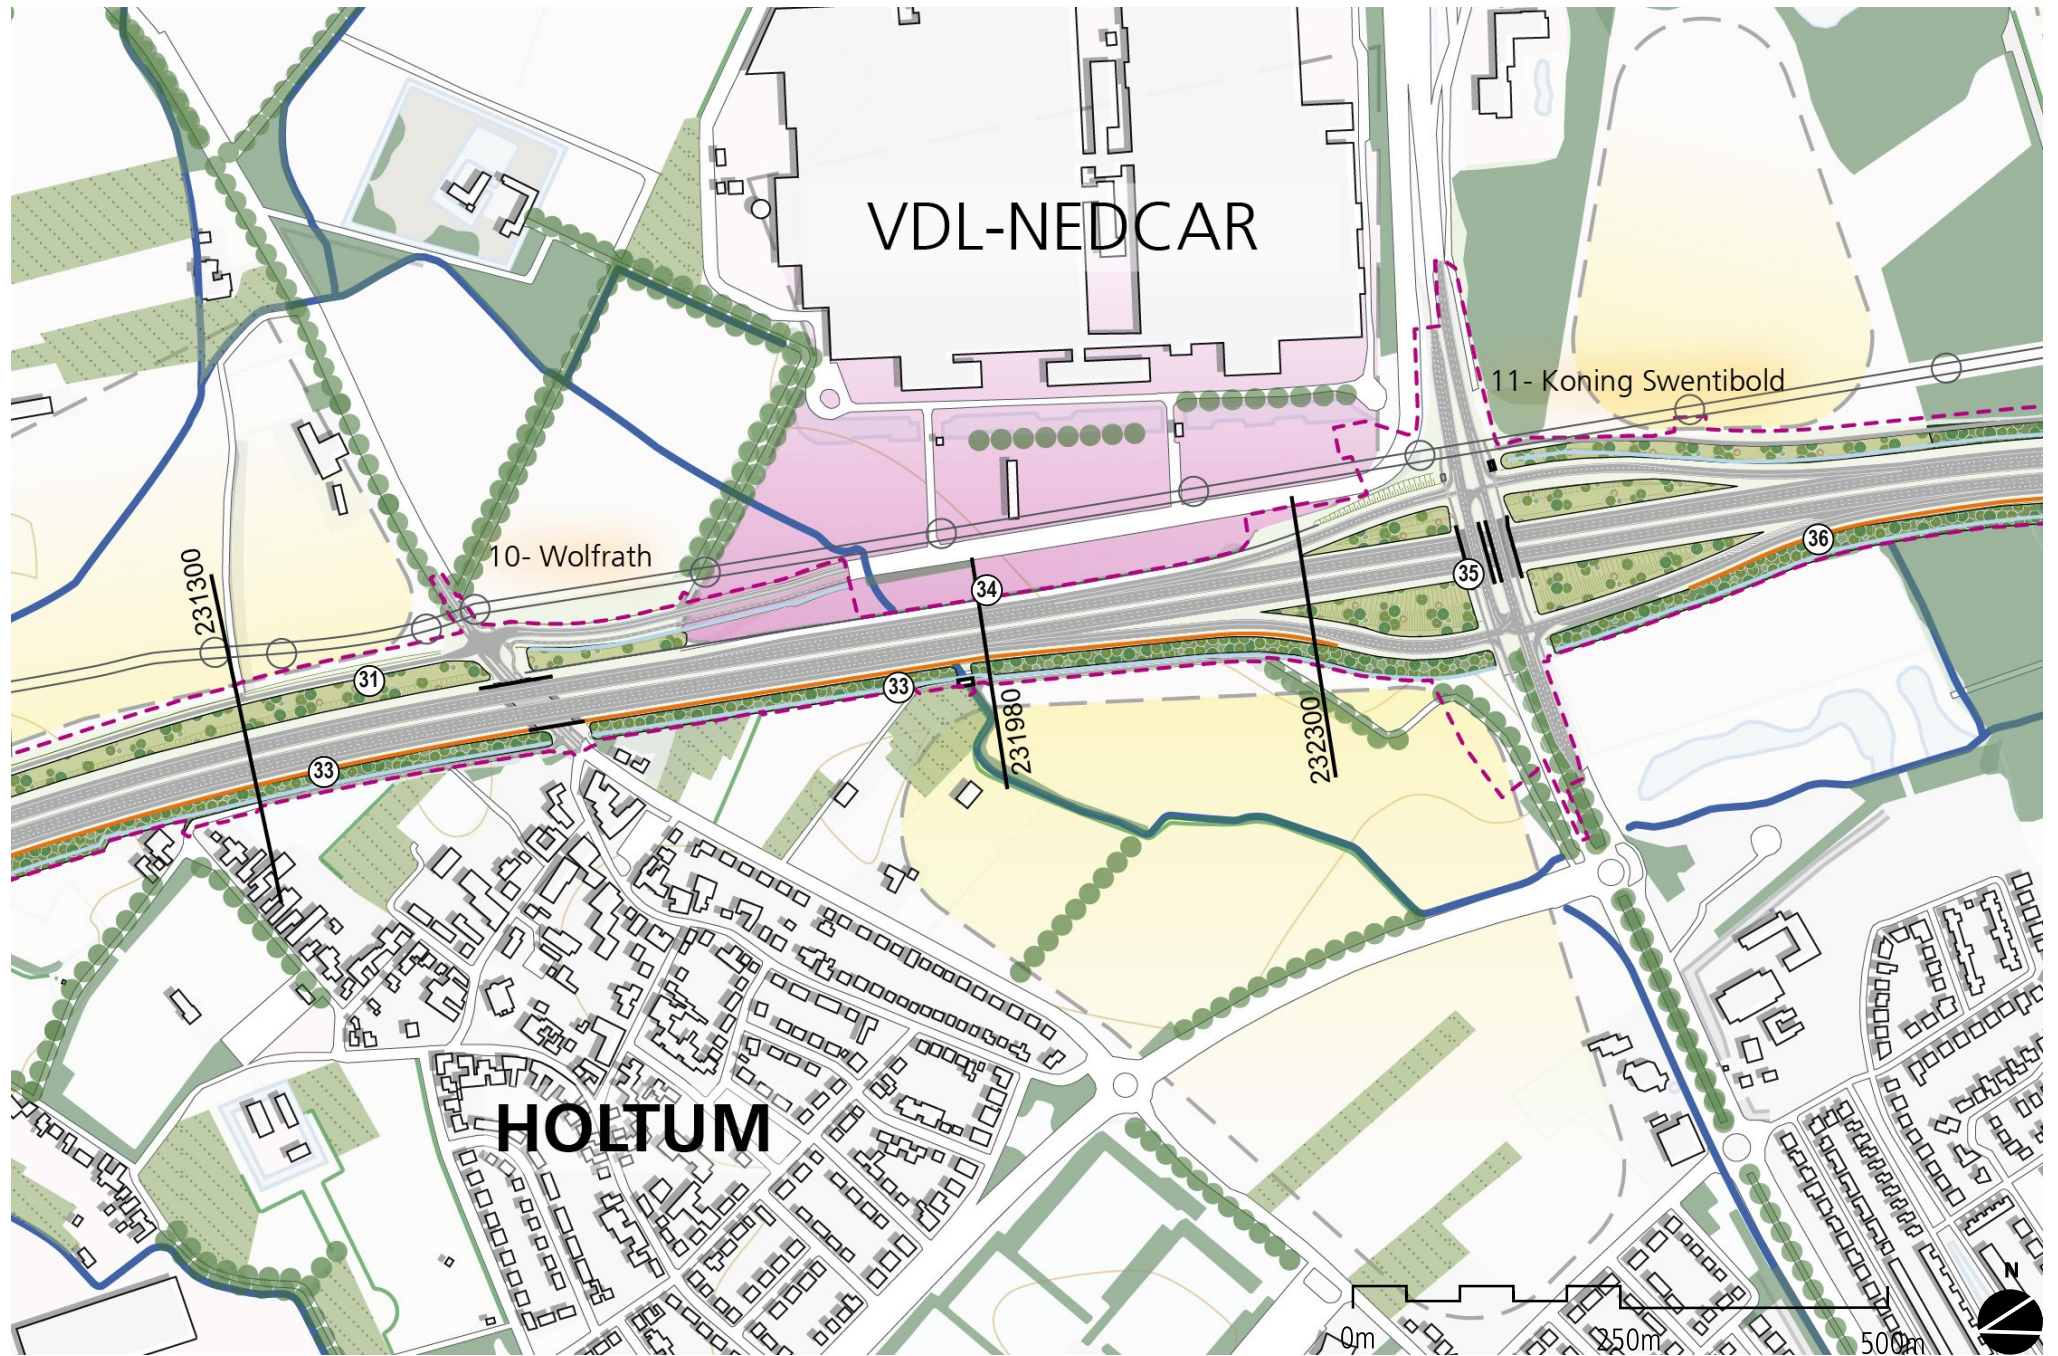 VDL-NEDCAR
11- Koning Swentibold
10- Wolfrath
36
35
34
231300
31
33
231980
232300
33
HOLTUM
N
0m
250m
500m